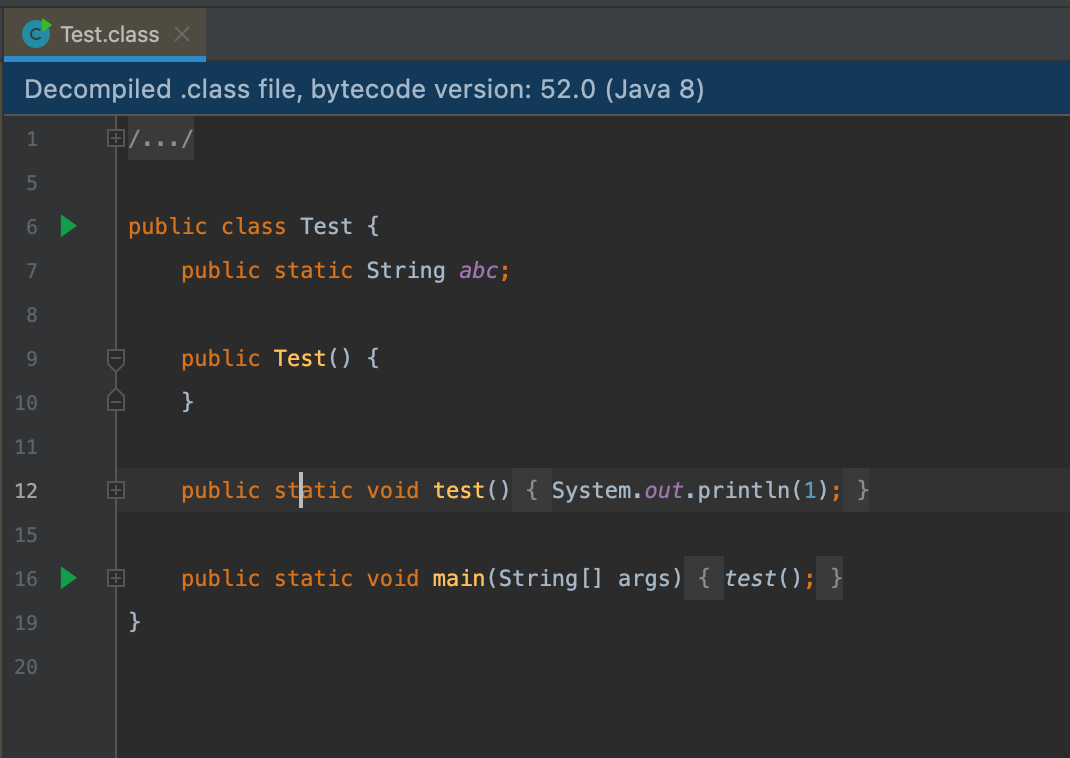 Test.class
Decompiled .class file, bytecode version: 52.0 (Java 8)
1 /.../
5
6 public class Test {
7 public static String abc;
8
9 public Test() {
10 }
11
12 public static void test() { System.out.println(1); }
15
16 public static void main(String[] args) { test(); }
19 }
20